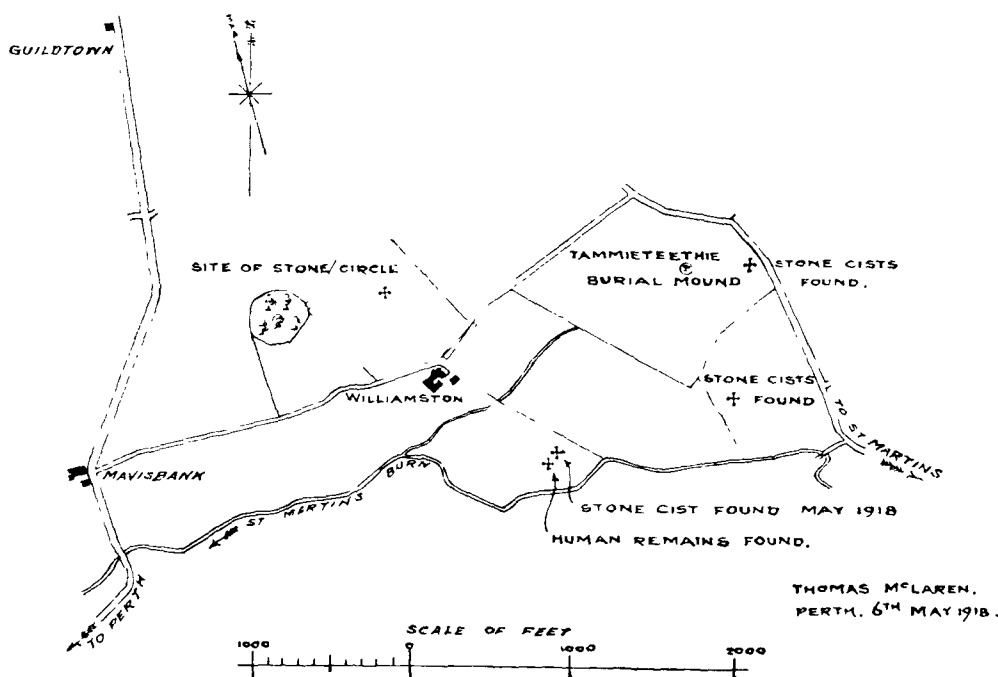 GUILDTOWN
SITE OF STONE CIRCLE
TAMMIETEETHIE
BURIAL MOUND
STONE CISTS
FOUND.
STONE CISTS
FOUND
WILLIAMSTON
TO ST MARTINS
MAVISBANK
ST MARTINS BURN
STONE CIST FOUND MAY 1918
HUMAN REMAINS FOUND.
TO PERTH
THOMAS McLAREN.
PERTH. 6TH MAY 1918.
SCALE OF FEET
1000 0 1000 2000